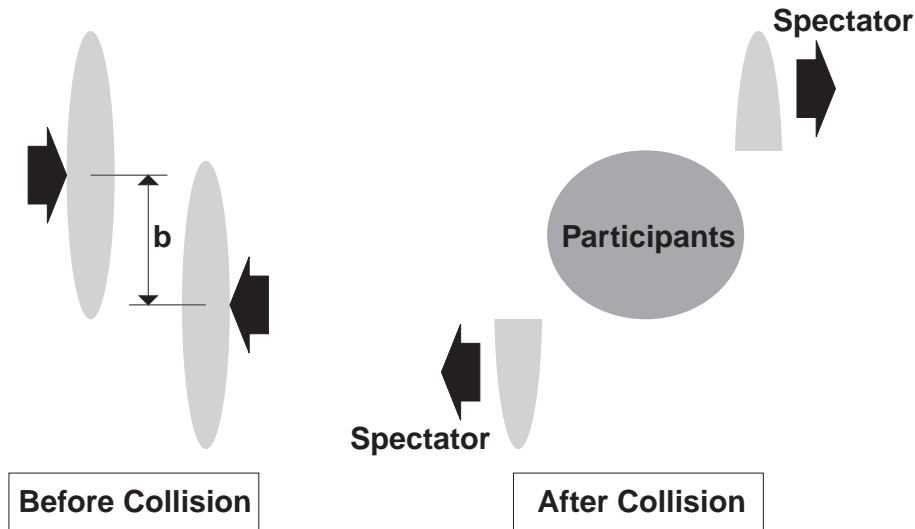 Spectator
b
Participants
Spectator
Before Collision
After Collision